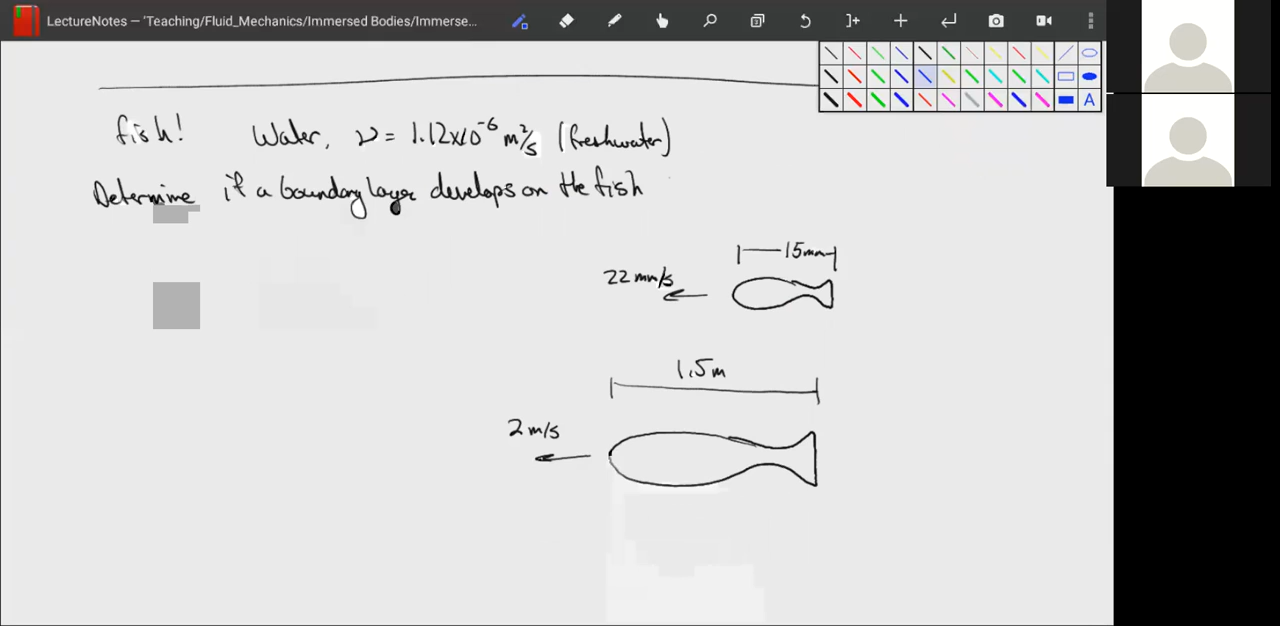 LectureNotes — 'Teaching/Fluid_Mechanics/Immersed Bodies/Immerse...
fish! Water, ν = 1.12x10⁻⁶ m²/s (freshwater)
Determine if a boundary layer develops on the fish
15mm
22 mm/s
1.5m
2 m/s
A